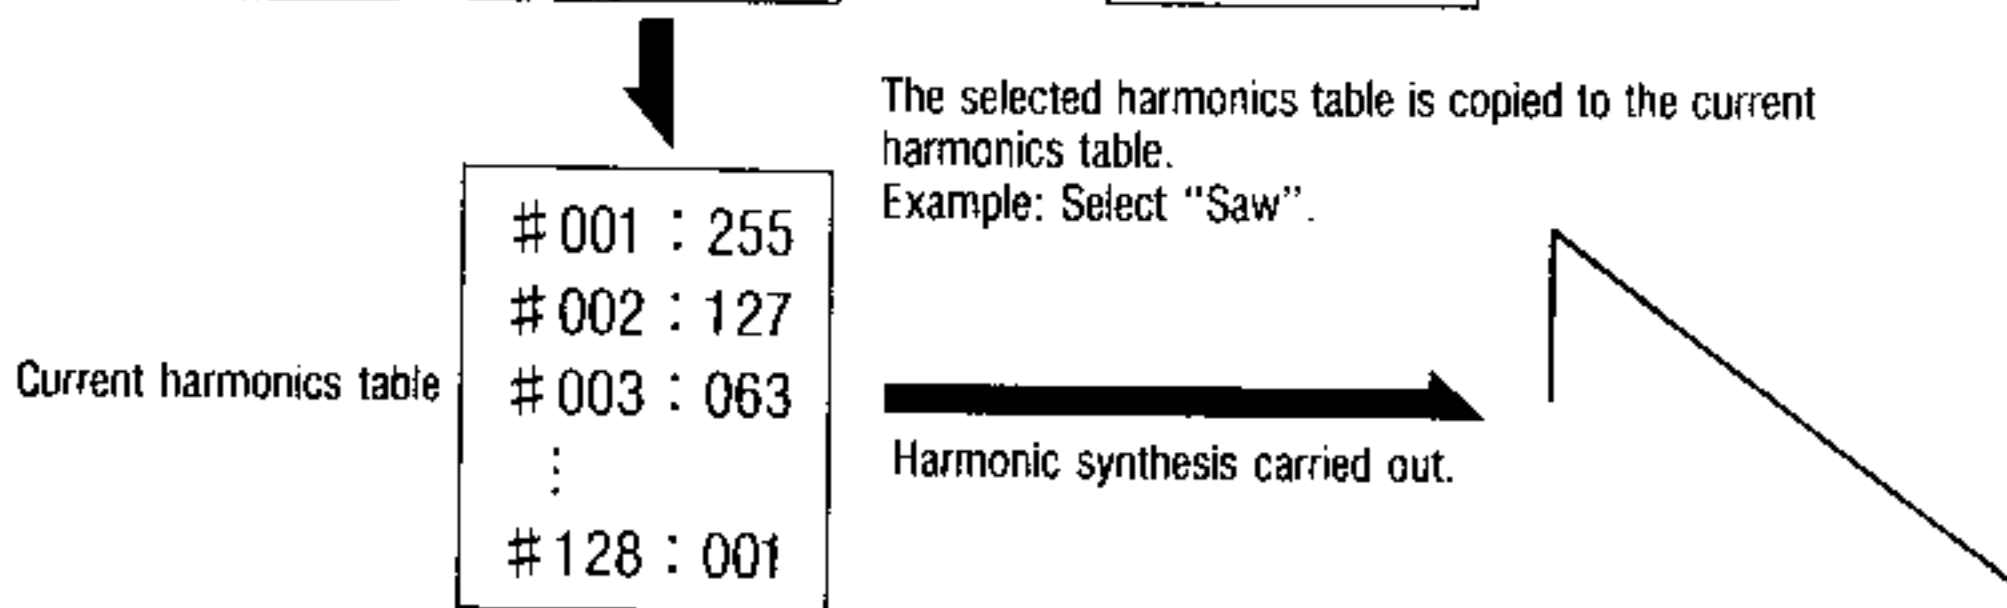 The selected harmonics table is copied to the current
harmonics table.
Example: Select “Saw”.
#001 : 255
#002 : 127
Current harmonics table
#003 : 063
⋮
#128 : 001
Harmonic synthesis carried out.